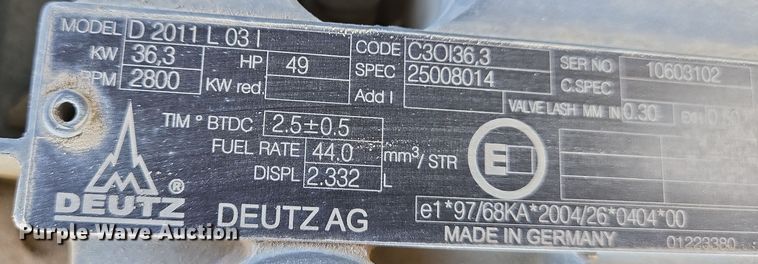 MODEL D 2011 L 03 I CODE C3OI36,3 SER NO 10603102
KW 36,3 HP 49 SPEC 25008014 C.SPEC
RPM 2800 KW red. Add I VALVE LASH MM IN 0.30
TIM ° BTDC 2.5±0.5
FUEL RATE 44.0 mm³/STR
DISPL 2.332 L
E
DEUTZ ®
DEUTZ AG
e1*97/68KA*2004/26*0404*00
MADE IN GERMANY 01223380
Purple Wave Auction